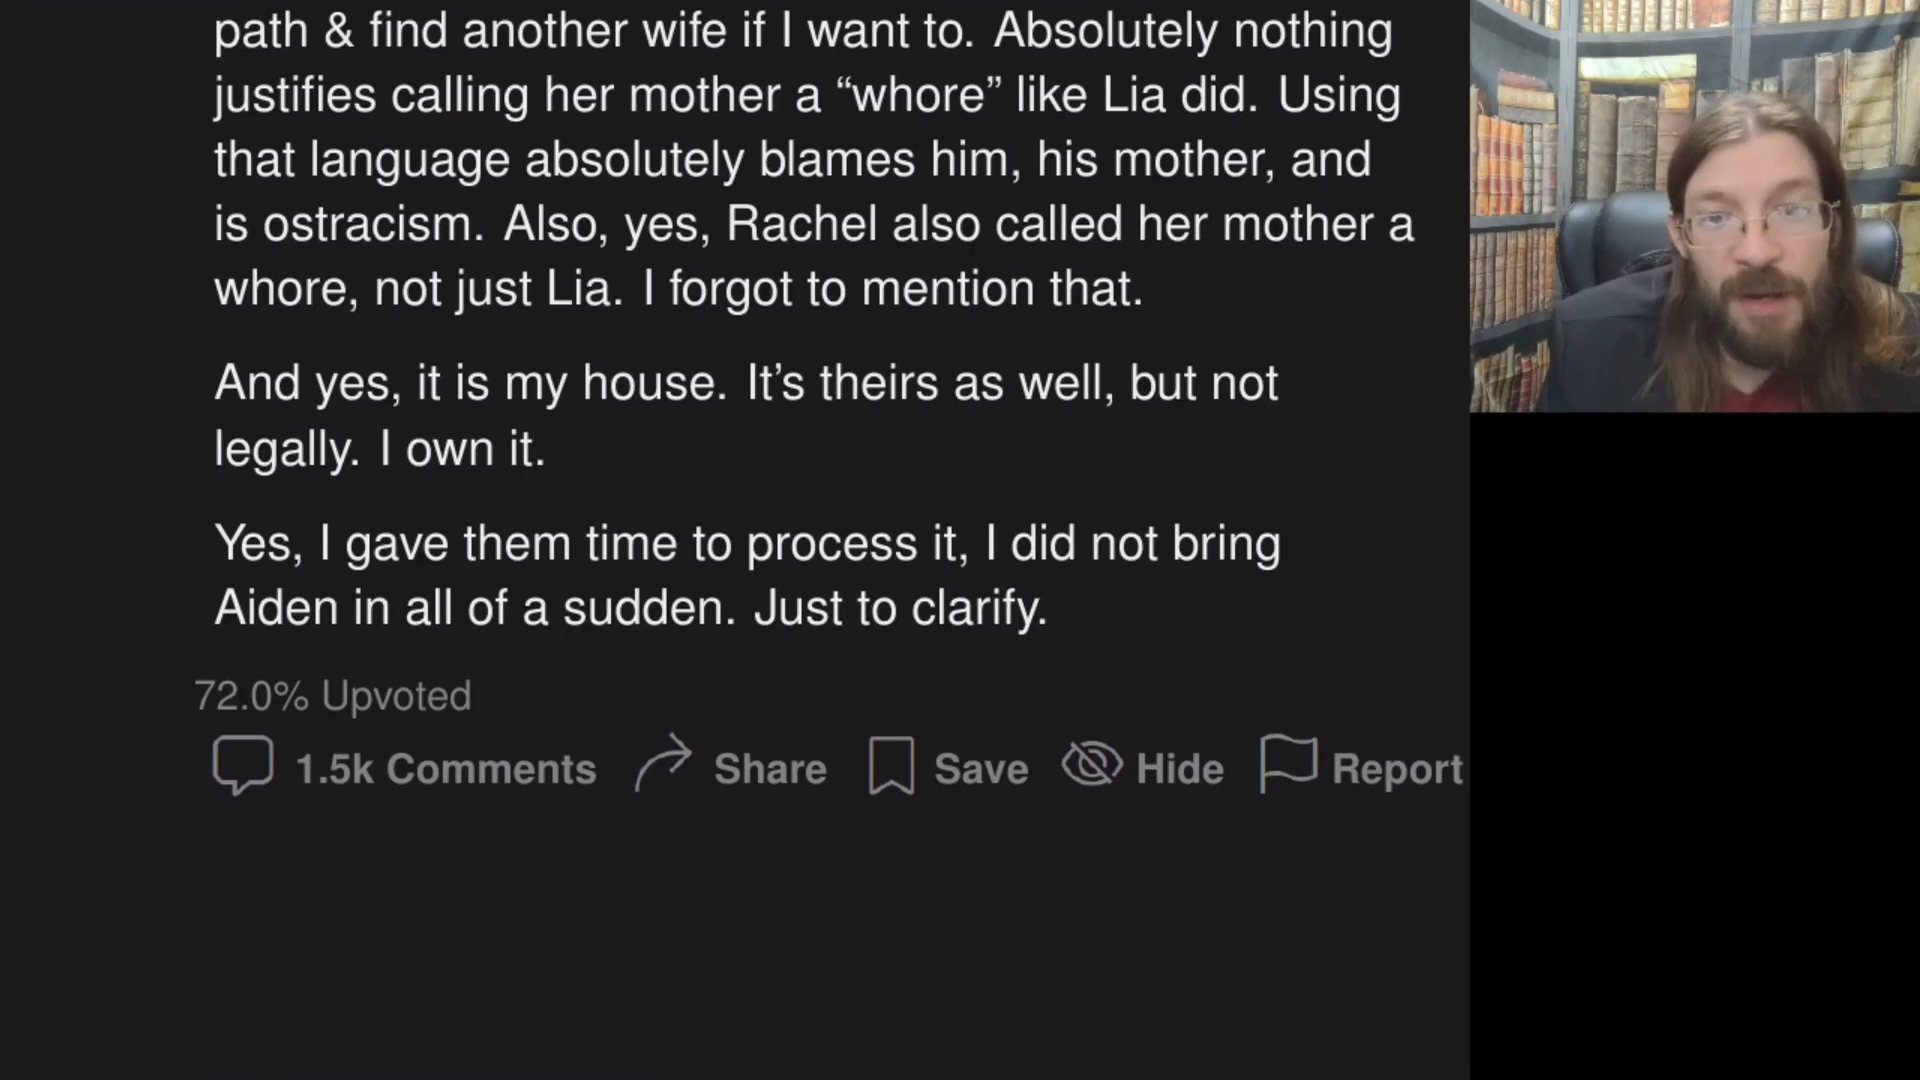 path & find another wife if I want to. Absolutely nothing
justifies calling her mother a “whore” like Lia did. Using
that language absolutely blames him, his mother, and
is ostracism. Also, yes, Rachel also called her mother a
whore, not just Lia. I forgot to mention that.
And yes, it is my house. It’s theirs as well, but not
legally. I own it.
Yes, I gave them time to process it, I did not bring
Aiden in all of a sudden. Just to clarify.
72.0% Upvoted
1.5k Comments Share Save Hide Report